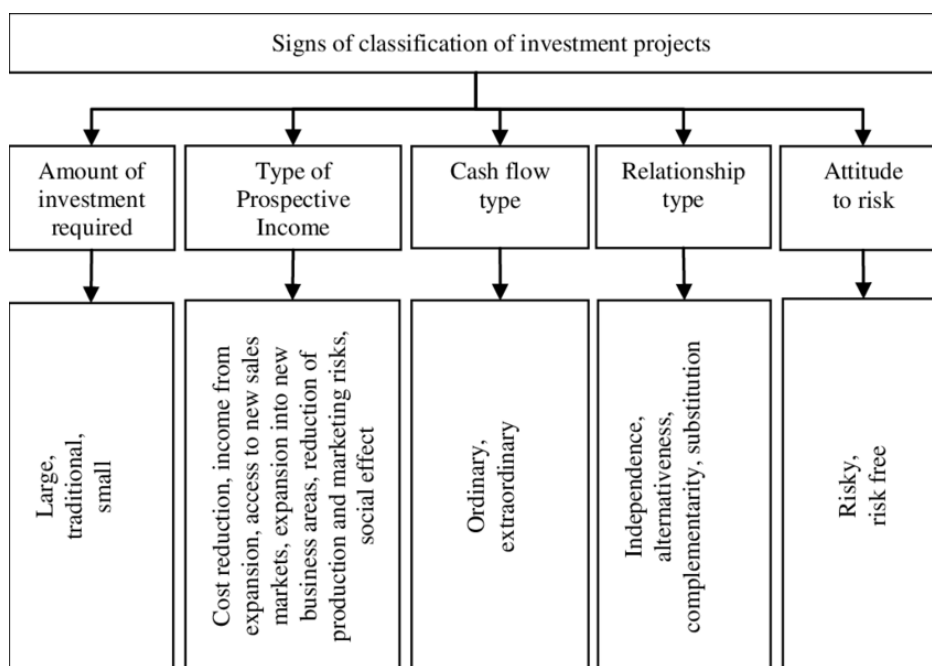 Signs of classification of investment projects
Amount of
investment
required
Type of
Prospective
Income
Cash flow
type
Relationship
type
Attitude
to risk
Large,
traditional,
small
Cost reduction, income from
expansion, access to new sales
markets, expansion into new
business areas, reduction of
production and marketing risks,
social effect
Ordinary,
extraordinary
Independence,
alternativeness,
complementarity, substitution
Risky,
risk free